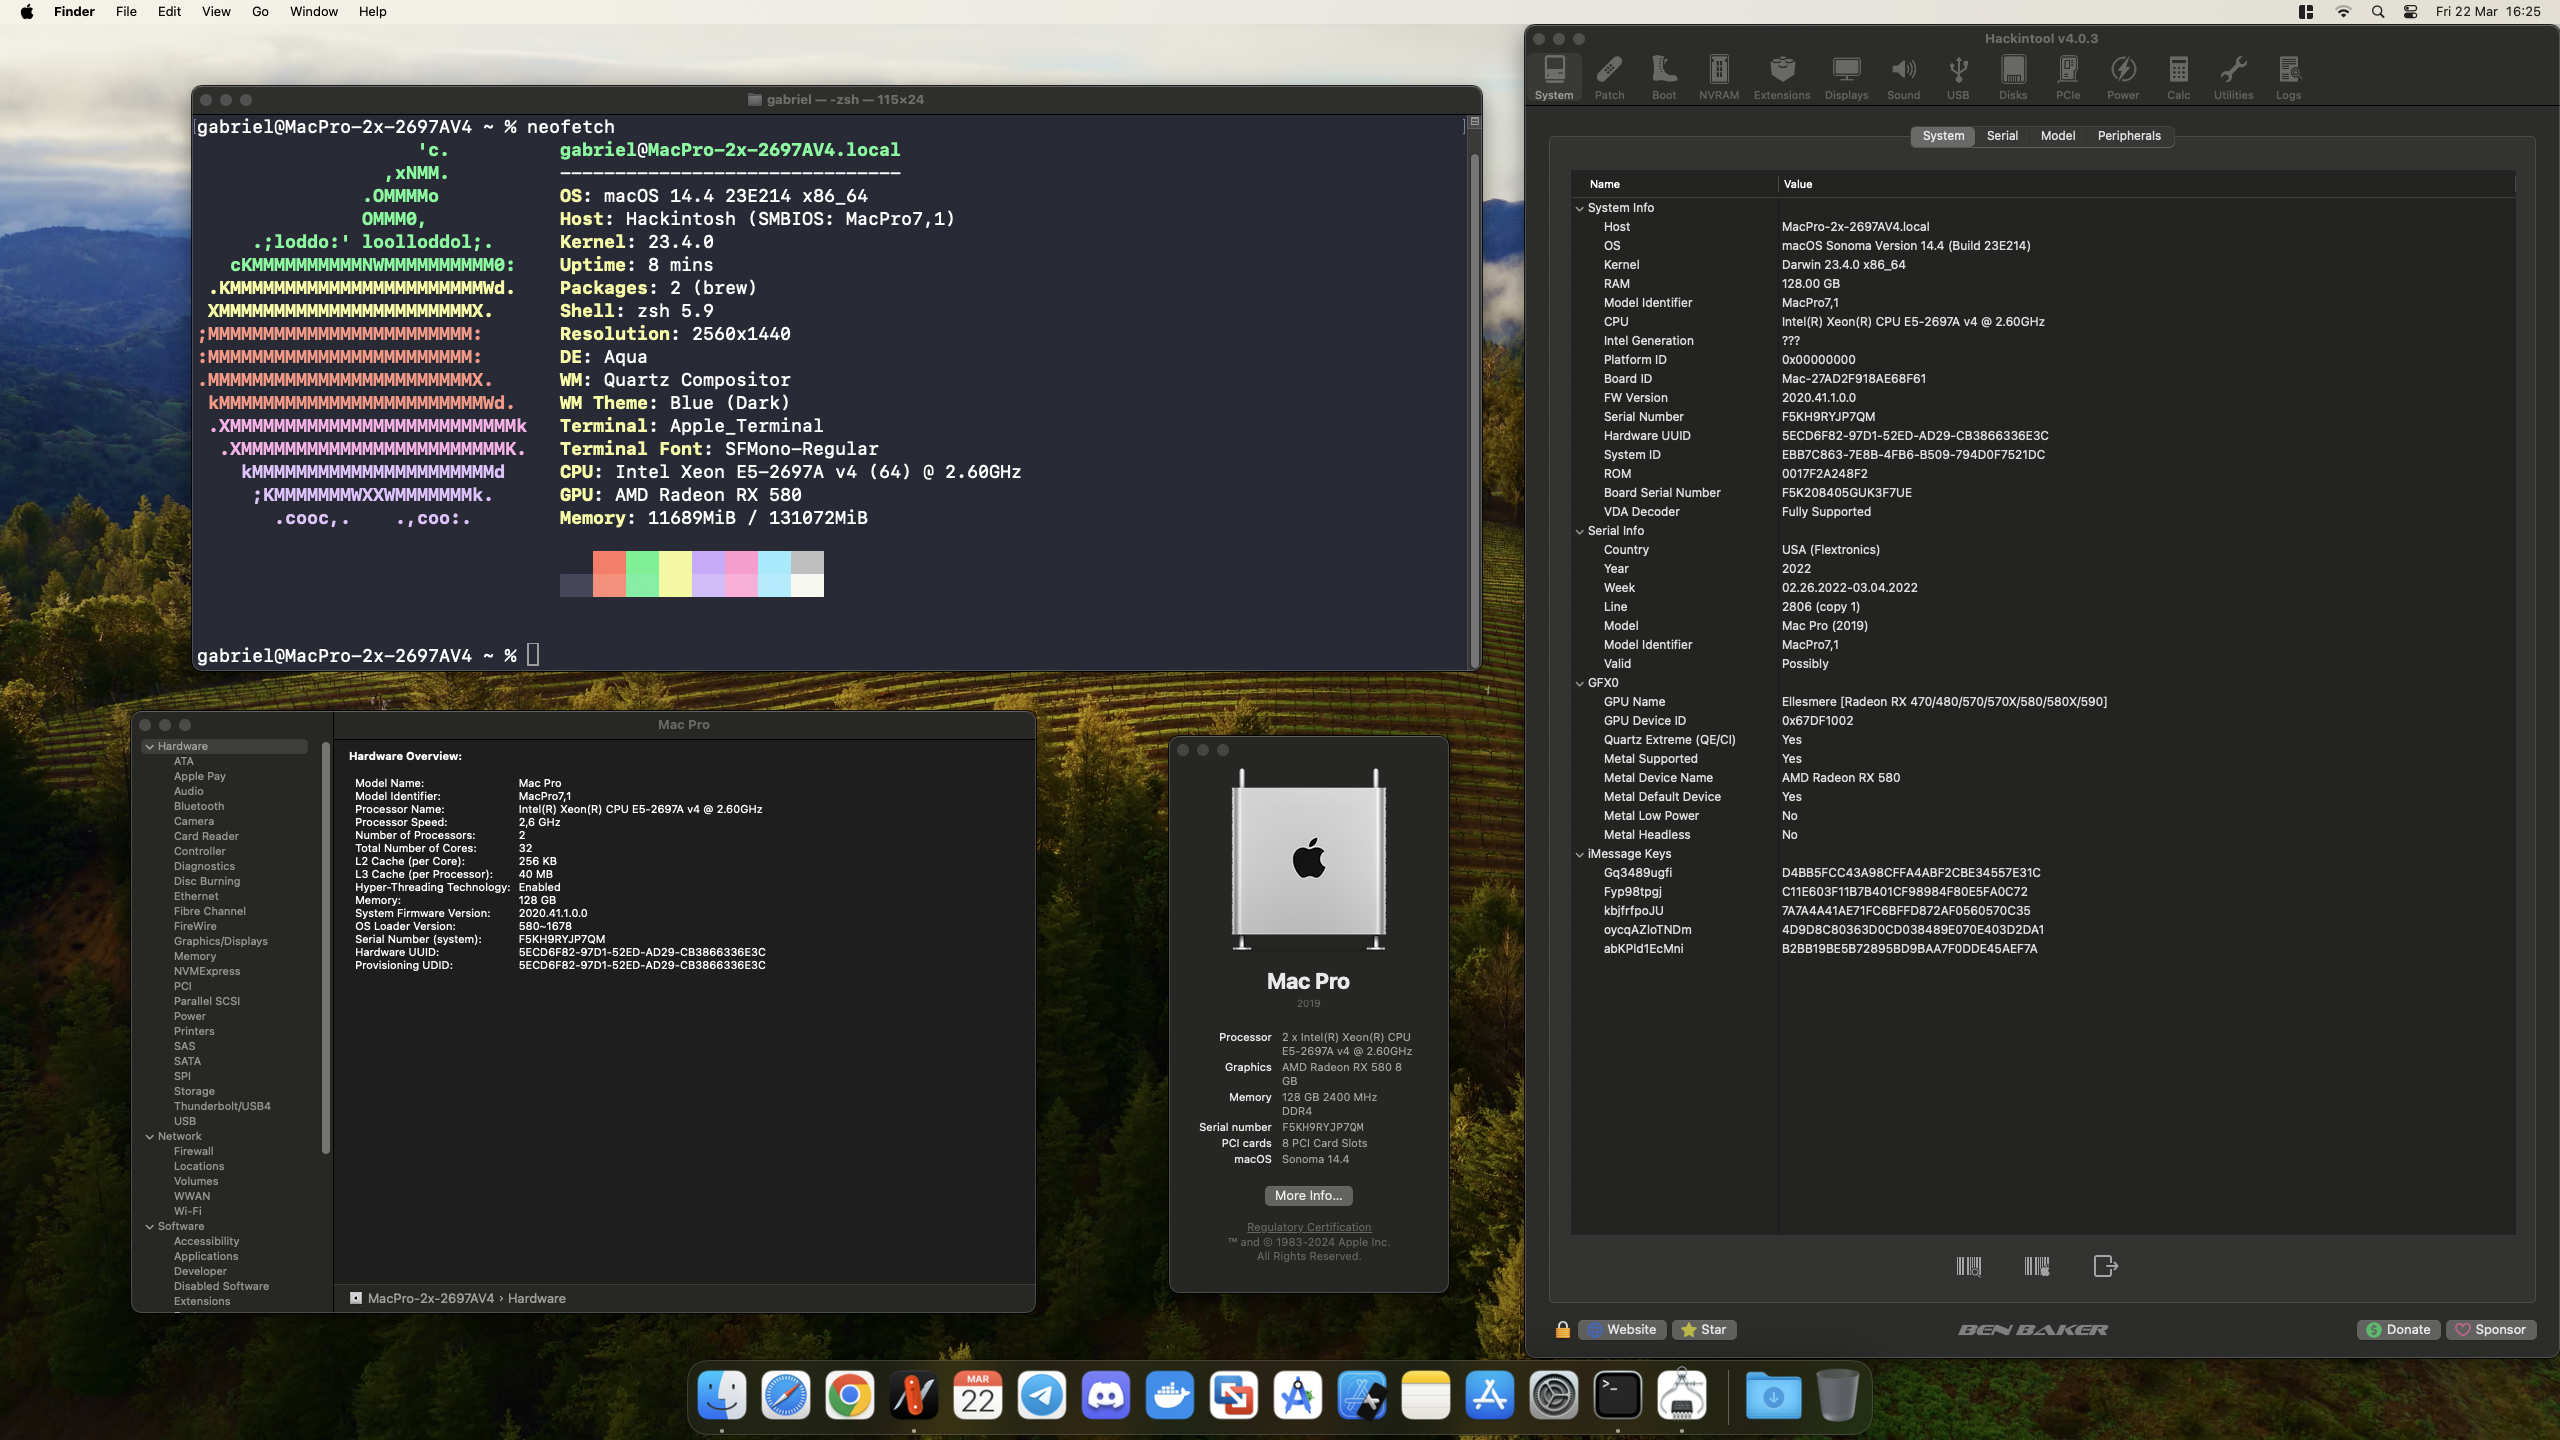 Finder File Edit View Go Window Help
Fri 22 Mar 16:25
gabriel — -zsh — 115×24
[gabriel@MacPro-2x-2697AV4 ~ % neofetch ]
'c. gabriel@MacPro-2x-2697AV4.local
,xNMM. -------------------------------
.OMMMMo OS: macOS 14.4 23E214 x86_64
OMMM0, Host: Hackintosh (SMBIOS: MacPro7,1)
.;loddo:' loolloddol;. Kernel: 23.4.0
cKMMMMMMMMMMNWMMMMMMMMMM0: Uptime: 8 mins
.KMMMMMMMMMMMMMMMMMMMMMMMWd. Packages: 2 (brew)
XMMMMMMMMMMMMMMMMMMMMMMMX. Shell: zsh 5.9
;MMMMMMMMMMMMMMMMMMMMMMMM: Resolution: 2560x1440
:MMMMMMMMMMMMMMMMMMMMMMMM: DE: Aqua
.MMMMMMMMMMMMMMMMMMMMMMMMX. WM: Quartz Compositor
kMMMMMMMMMMMMMMMMMMMMMMMMWd. WM Theme: Blue (Dark)
.XMMMMMMMMMMMMMMMMMMMMMMMMMMk Terminal: Apple_Terminal
.XMMMMMMMMMMMMMMMMMMMMMMMMK. Terminal Font: SFMono-Regular
kMMMMMMMMMMMMMMMMMMMMMMd CPU: Intel Xeon E5-2697A v4 (64) @ 2.60GHz
;KMMMMMMMWXXWMMMMMMMk. GPU: AMD Radeon RX 580
.cooc,. .,coo:. Memory: 11689MiB / 131072MiB
gabriel@MacPro-2x-2697AV4 ~ %
Mac Pro
Hardware
ATA
Apple Pay
Audio
Bluetooth
Camera
Card Reader
Controller
Diagnostics
Disc Burning
Ethernet
Fibre Channel
FireWire
Graphics/Displays
Memory
NVMExpress
PCI
Parallel SCSI
Power
Printers
SAS
SATA
SPI
Storage
Thunderbolt/USB4
USB
Network
Firewall
Locations
Volumes
WWAN
Wi-Fi
Software
Accessibility
Applications
Developer
Disabled Software
Extensions
Hardware Overview:
Model Name: Mac Pro
Model Identifier: MacPro7,1
Processor Name: Intel(R) Xeon(R) CPU E5-2697A v4 @ 2.60GHz
Processor Speed: 2,6 GHz
Number of Processors: 2
Total Number of Cores: 32
L2 Cache (per Core): 256 KB
L3 Cache (per Processor): 40 MB
Hyper-Threading Technology: Enabled
Memory: 128 GB
System Firmware Version: 2020.41.1.0.0
OS Loader Version: 580~1678
Serial Number (system): F5KH9RYJP7QM
Hardware UUID: 5ECD6F82-97D1-52ED-AD29-CB3866336E3C
Provisioning UDID: 5ECD6F82-97D1-52ED-AD29-CB3866336E3C
MacPro-2x-2697AV4 › Hardware
Mac Pro
2019
Processor 2 x Intel(R) Xeon(R) CPU
E5-2697A v4 @ 2.60GHz
Graphics AMD Radeon RX 580 8
GB
Memory 128 GB 2400 MHz
DDR4
Serial number F5KH9RYJP7QM
PCI cards 8 PCI Card Slots
macOS Sonoma 14.4
More Info...
Regulatory Certification
™ and © 1983-2024 Apple Inc.
All Rights Reserved.
Hackintool v4.0.3
System Patch Boot NVRAM Extensions Displays Sound USB Disks PCIe Power Calc Utilities Logs
System Serial Model Peripherals
Name Value
System Info
Host MacPro-2x-2697AV4.local
OS macOS Sonoma Version 14.4 (Build 23E214)
Kernel Darwin 23.4.0 x86_64
RAM 128.00 GB
Model Identifier MacPro7,1
CPU Intel(R) Xeon(R) CPU E5-2697A v4 @ 2.60GHz
Intel Generation ???
Platform ID 0x00000000
Board ID Mac-27AD2F918AE68F61
FW Version 2020.41.1.0.0
Serial Number F5KH9RYJP7QM
Hardware UUID 5ECD6F82-97D1-52ED-AD29-CB3866336E3C
System ID EBB7C863-7E8B-4FB6-B509-794D0F7521DC
ROM 0017F2A248F2
Board Serial Number F5K208405GUK3F7UE
VDA Decoder Fully Supported
Serial Info
Country USA (Flextronics)
Year 2022
Week 02.26.2022-03.04.2022
Line 2806 (copy 1)
Model Mac Pro (2019)
Model Identifier MacPro7,1
Valid Possibly
GFX0
GPU Name Ellesmere [Radeon RX 470/480/570/570X/580/580X/590]
GPU Device ID 0x67DF1002
Quartz Extreme (QE/CI) Yes
Metal Supported Yes
Metal Device Name AMD Radeon RX 580
Metal Default Device Yes
Metal Low Power No
Metal Headless No
iMessage Keys
Gq3489ugfi D4BB5FCC43A98CFFA4ABF2CBE34557E31C
Fyp98tpgj C11E603F11B7B401CF98984F80E5FA0C72
kbjfrfpoJU 7A7A4A41AE71FC6BFFD872AF0560570C35
oycqAZloTNDm 4D9D8C80363D0CD038489E070E403D2DA1
abKPld1EcMni B2BB19BE5B72895BD9BAA7F0DDE45AEF7A
Website Star BEN BAKER Donate Sponsor
MAR
22